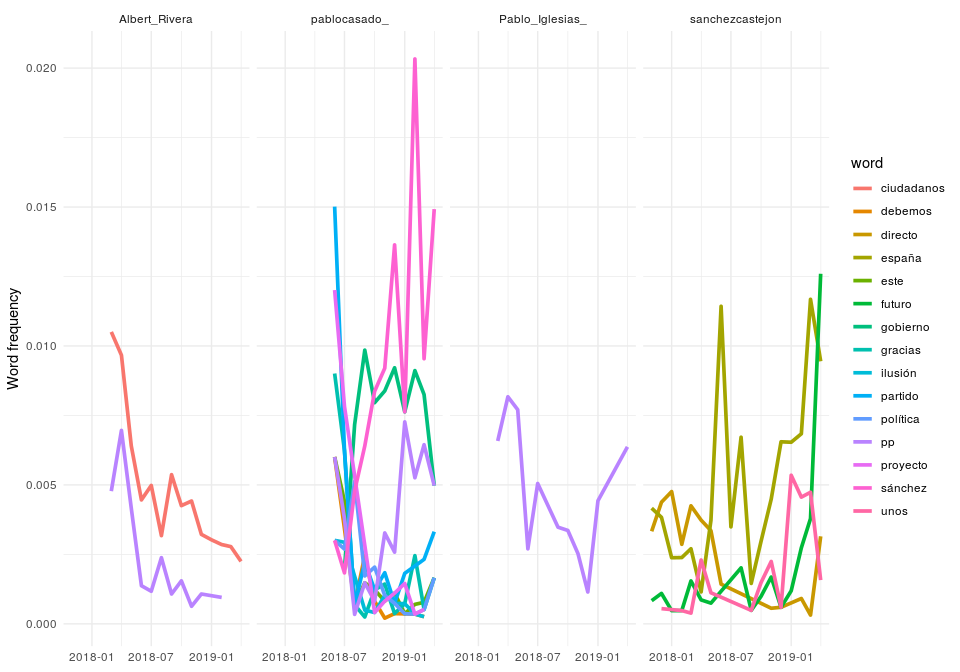 Albert_Rivera
pablocasado_
Pablo_Iglesias_
sanchezcastejon
Word frequency
0.020
0.015
0.010
0.005
0.000
2018-01 2018-07 2019-01
2018-01 2018-07 2019-01
2018-01 2018-07 2019-01
2018-01 2018-07 2019-01
word
ciudadanos
debemos
directo
españa
este
futuro
gobierno
gracias
ilusión
partido
política
pp
proyecto
sánchez
unos